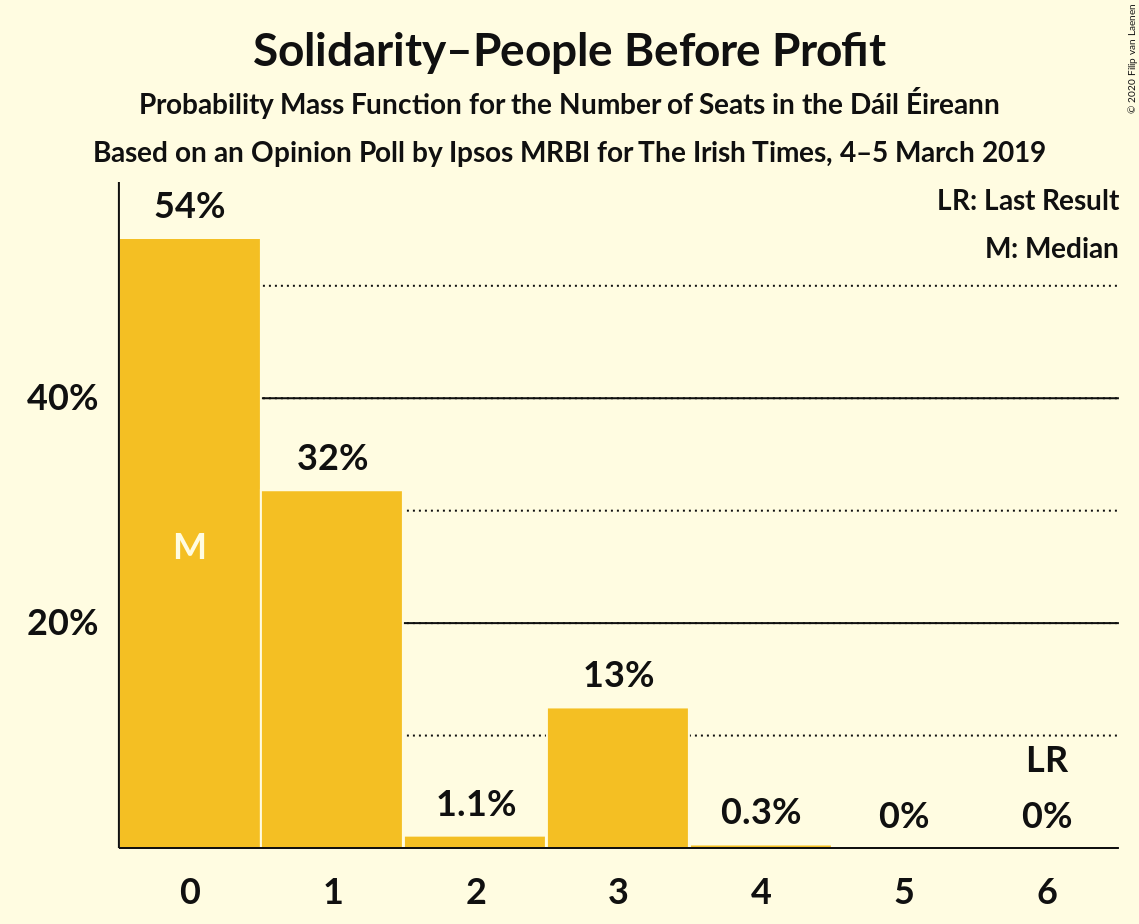 Solidarity–People Before Profit
Probability Mass Function for the Number of Seats in the Dáil Éireann
Based on an Opinion Poll by Ipsos MRBI for The Irish Times, 4–5 March 2019
© 2020 Filip van Laenen
LR: Last Result
M: Median
54%
40%
32%
M
20%
13%
LR
1.1%
0.3%
0%
0%
0 1 2 3 4 5 6